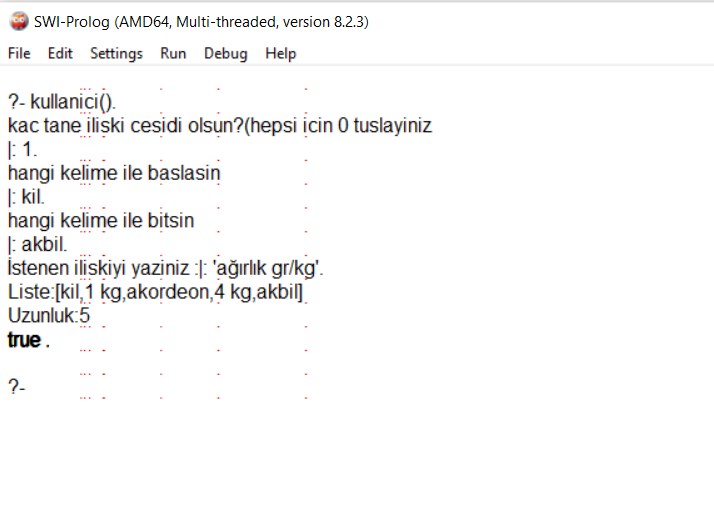 SWI-Prolog (AMD64, Multi-threaded, version 8.2.3)
File Edit Settings Run Debug Help
?- kullanici().
kac tane iliski cesidi olsun?(hepsi icin 0 tuslayiniz
|: 1.
hangi kelime ile baslasin
|: kil.
hangi kelime ile bitsin
|: akbil.
İstenen iliskiyi yaziniz :|: 'ağırlık gr/kg'.
Liste:[kil,1 kg,akordeon,4 kg,akbil]
Uzunluk:5
true .
?-